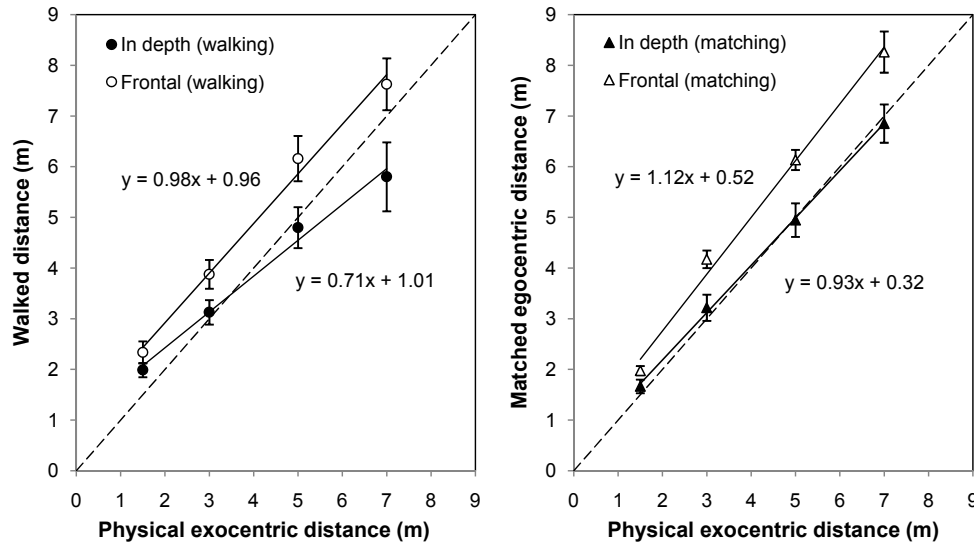 In depth (walking)
Frontal (walking)
y = 0.98x + 0.96
y = 0.71x + 1.01
Walked distance (m)
9
8
7
6
5
4
3
2
1
0
0 1 2 3 4 5 6 7 8 9
Physical exocentric distance (m)
In depth (matching)
Frontal (matching)
y = 1.12x + 0.52
y = 0.93x + 0.32
Matched egocentric distance (m)
9
8
7
6
5
4
3
2
1
0
0 1 2 3 4 5 6 7 8 9
Physical exocentric distance (m)